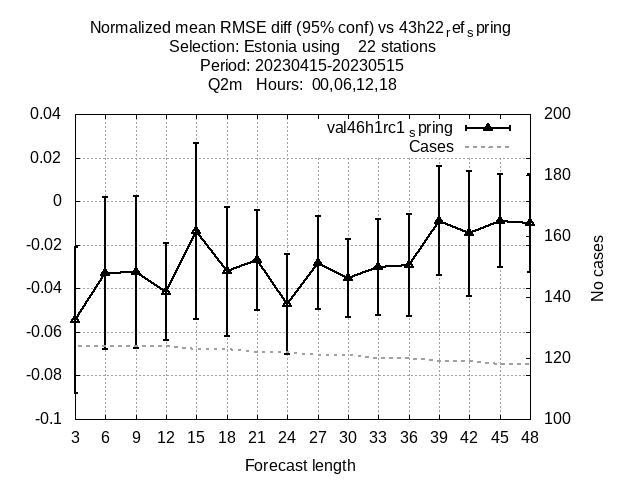 Normalized mean RMSE diff (95% conf) vs 43h22refspring
Selection: Estonia using 22 stations
Period: 20230415-20230515
Q2m Hours: 00,06,12,18
val46h1rc1spring
Cases
0.04
0.02
0
-0.02
-0.04
-0.06
-0.08
-0.1
200
180
160
140
120
100
No cases
3 6 9 12 15 18 21 24 27 30 33 36 39 42 45 48
Forecast length